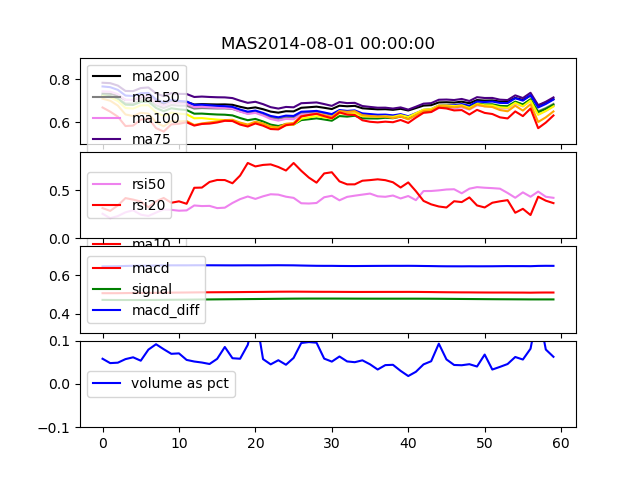 MAS2014-08-01 00:00:00
0.8
0.6
ma200
ma150
ma100
ma75
0.5
0.0
rsi50
rsi20
ma10
0.6
0.4
macd
signal
macd_diff
0.1
0.0
−0.1
volume as pct
0 10 20 30 40 50 60